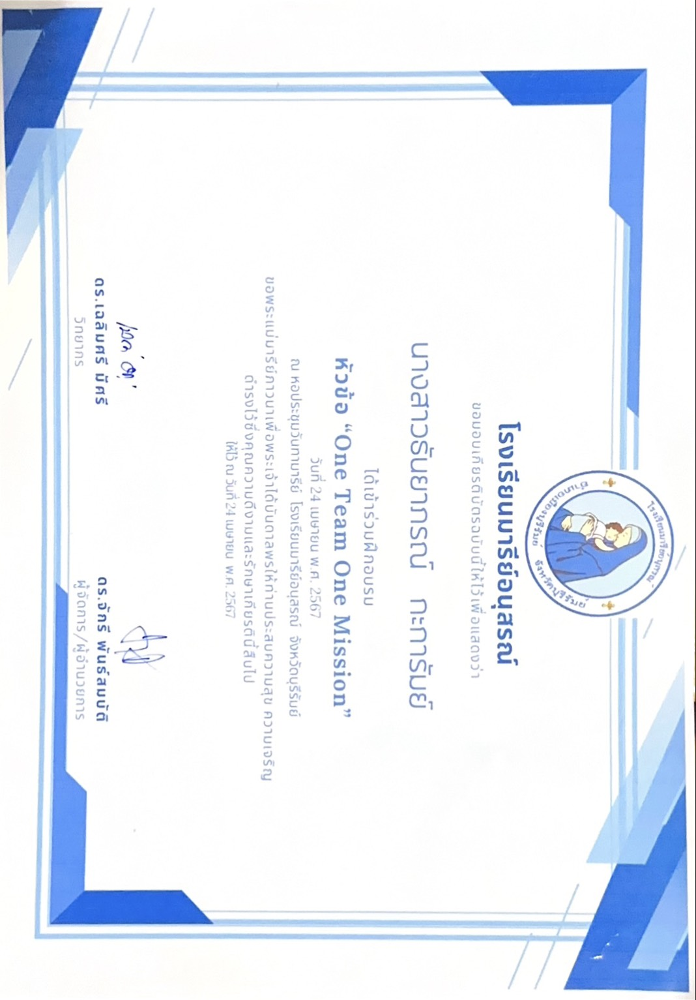 โรงเรียนมารีย์อนุสรณ์
จังหวัดบุรีรัมย์
โรงเรียนมารีย์อนุสรณ์
ขอมอบเกียรติบัตรฉบับนี้ให้ไว้เพื่อแสดงว่า
นางสาวรันยาภรณ์ กะการัมย์
ได้เข้าร่วมฝึกอบรม
หัวข้อ “One Team One Mission”
วันที่ 24 เมษายน พ.ศ. 2567
ณ หอประชุมวันทามารีย์ โรงเรียนมารีย์อนุสรณ์ จังหวัดบุรีรัมย์
ขอพระแม่มารีย์ภาวนาเพื่อพระเจ้าได้บันดาลพรให้ท่านประสบความสุข ความเจริญ
ดำรงไว้ซึ่งคุณความดีงามและรักษาเกียรตินี้สืบไป
ให้ไว้ ณ วันที่ 24 เมษายน พ.ศ. 2567
ดร.เฉลิมศรี มีศรี
วิทยากร
ดร.จักรี พันธ์สมบัติ
ผู้จัดการ/ผู้อำนวยการ